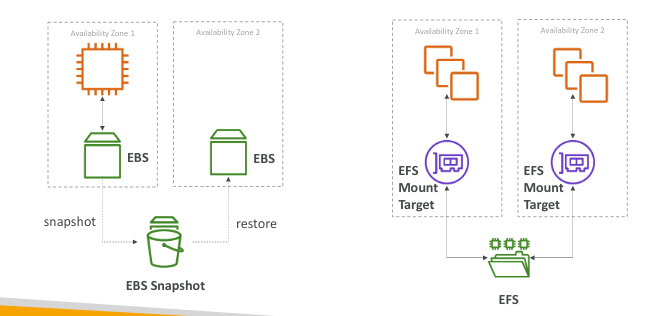 Availability Zone 1
Availability Zone 2
EBS
EBS
snapshot
restore
EBS Snapshot
Availability Zone 1
Availability Zone 2
EFS
Mount
Target
EFS
Mount
Target
EFS